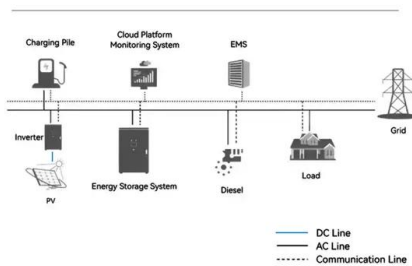 Charging Pile
Cloud Platform
Monitoring System
EMS
Grid
Inverter
PV
Energy Storage System
Diesel
Load
DC Line
AC Line
Communication Line